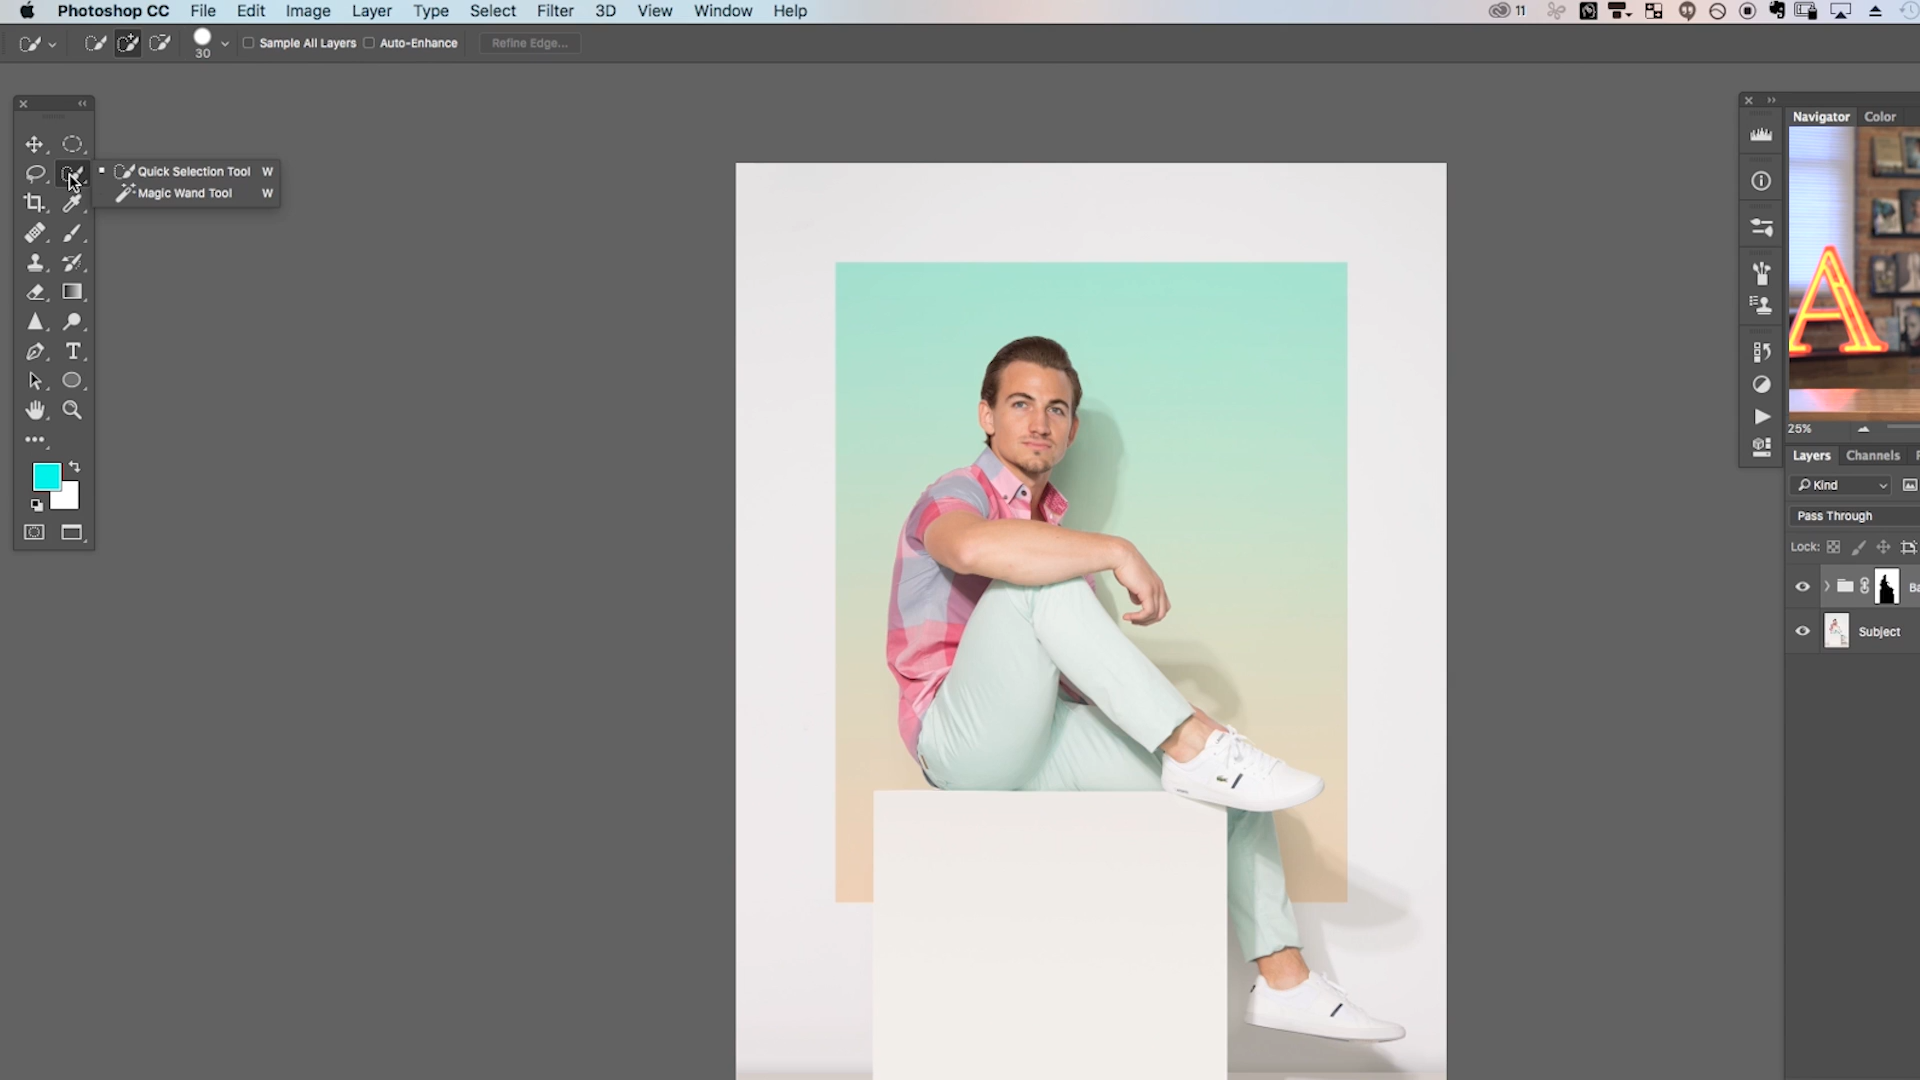 Photoshop CC File Edit Image Layer Type Select Filter 3D View Window Help 11
30 Sample All Layers Auto-Enhance Refine Edge...
Navigator Color
Quick Selection Tool W
Magic Wand Tool W
A
T
25%
Layers Channels
Kind
Pass Through
Lock:
Ba
Subject